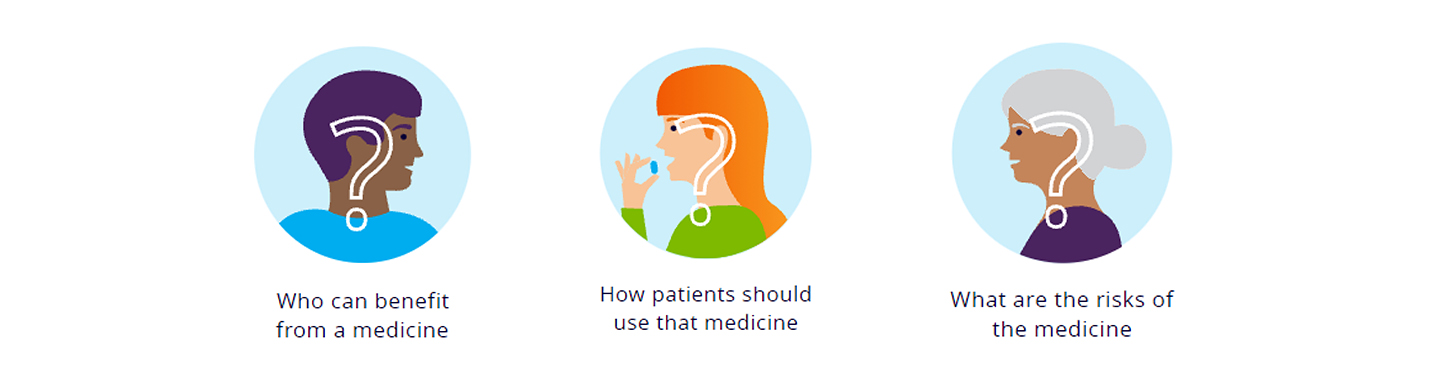 Who can benefit
from a medicine
How patients should
use that medicine
What are the risks of
the medicine